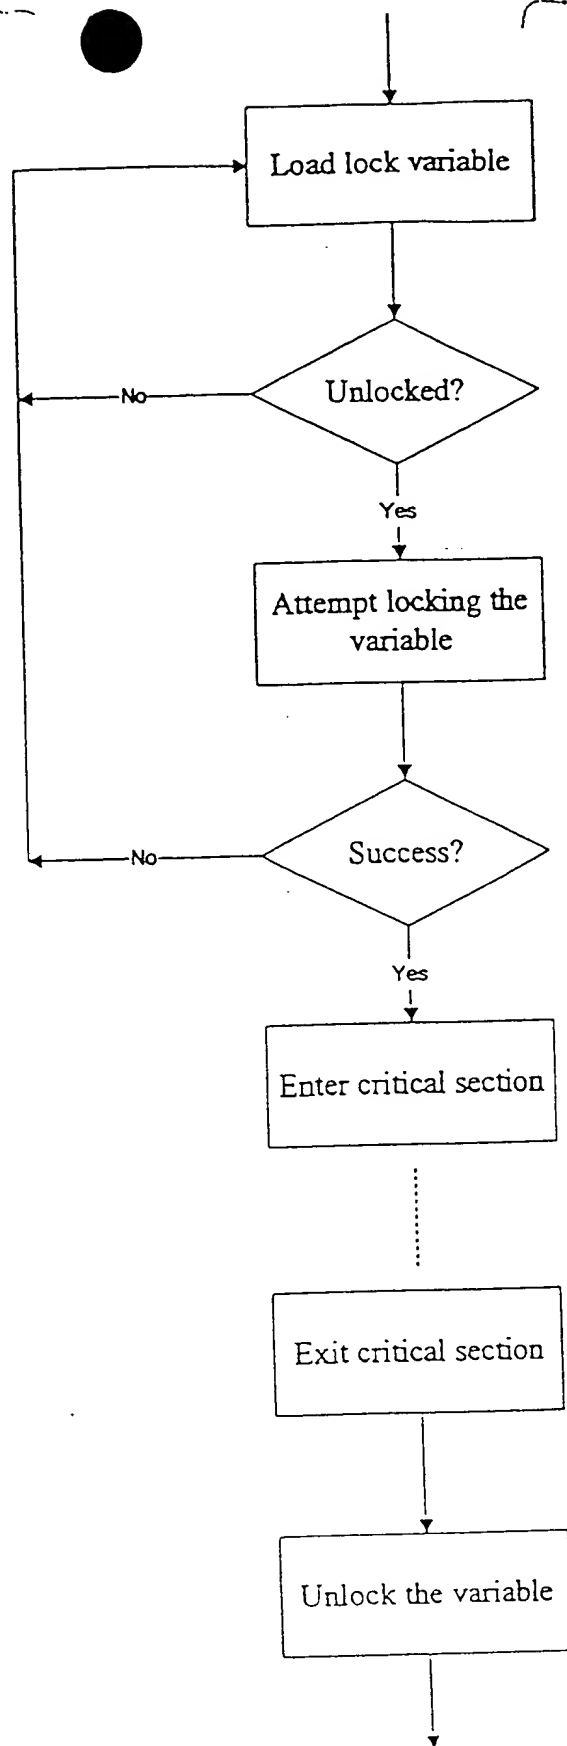 Load lock variable
Unlocked?
No
Yes
Attempt locking the
variable
Success?
No
Yes
Enter critical section
Exit critical section
Unlock the variable